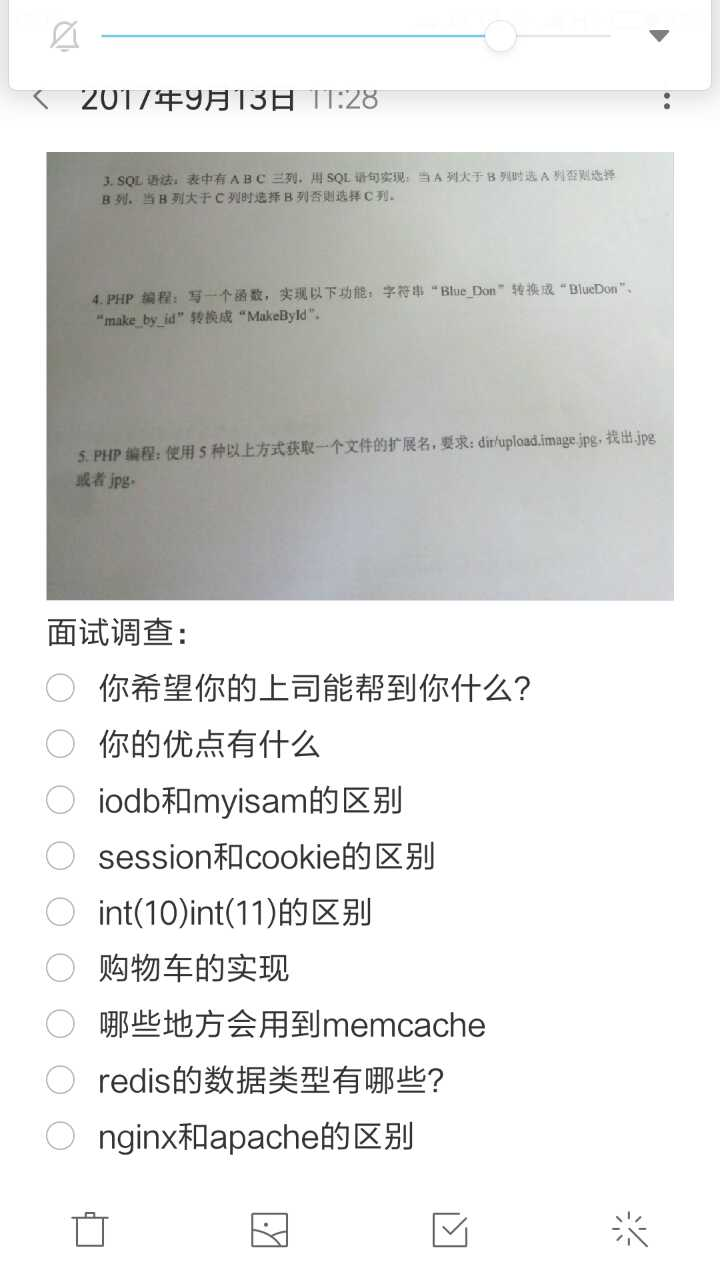 2017年9月13日 11:28
3. SQL 语法，表中有 A B C 三列，用 SQL 语句实现：当 A 列大于 B 列时选 A 列否则选择
B 列，当 B 列大于 C 列时选择 B 列否则选择 C 列。
4. PHP 编程：写一个函数，实现以下功能：字符串“Blue_Don”转换成“BlueDon”、
“make_by_id”转换成“MakeById”。
5. PHP 编程：使用 5 种以上方式获取一个文件的扩展名，要求：dir/upload.image.jpg，找出.jpg
或者 jpg。
面试调查：
你希望你的上司能帮到你什么?
你的优点有什么
iodb和myisam的区别
session和cookie的区别
int(10)int(11)的区别
购物车的实现
哪些地方会用到memcache
redis的数据类型有哪些?
nginx和apache的区别